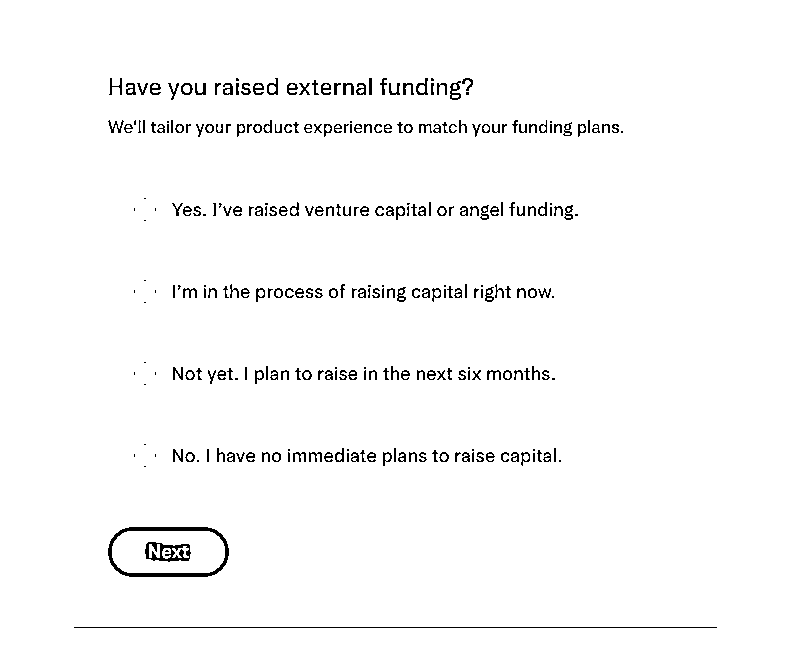 Have you raised external funding?
We'll tailor your product experience to match your funding plans.
Yes. I've raised venture capital or angel funding.
I'm in the process of raising capital right now.
Not yet. I plan to raise in the next six months.
No. I have no immediate plans to raise capital.
Next